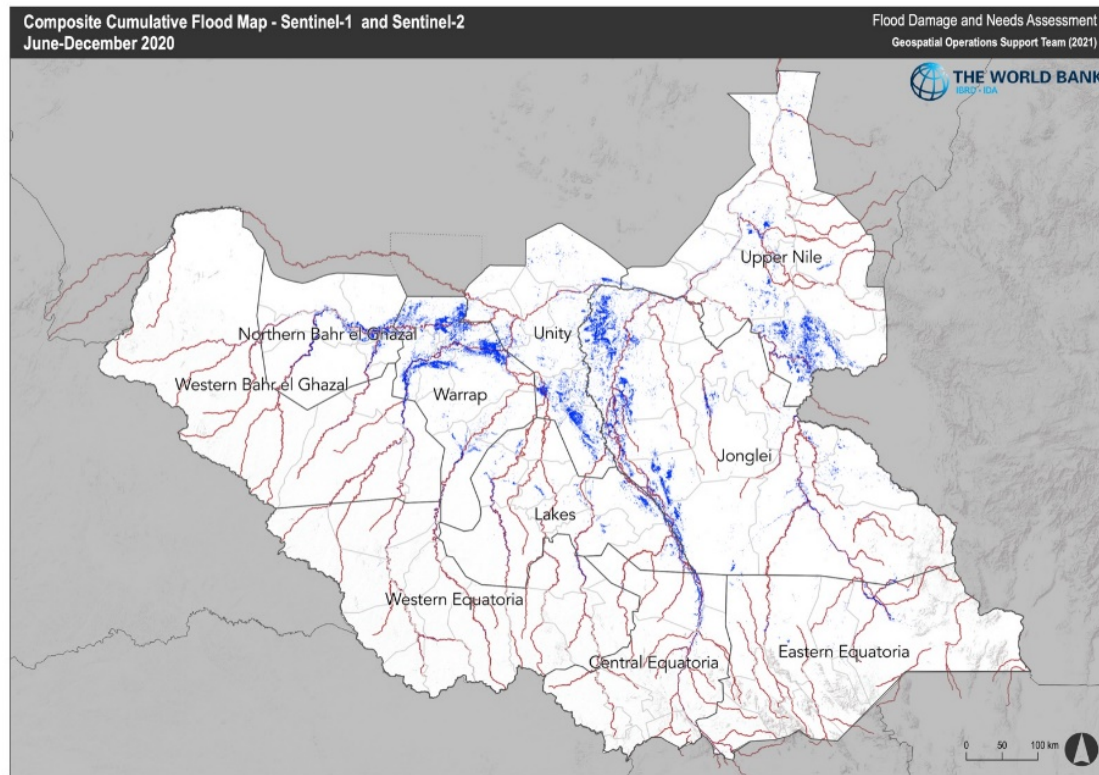 Composite Cumulative Flood Map - Sentinel-1 and Sentinel-2
June-December 2020
Flood Damage and Needs Assessment
Geospatial Operations Support Team (2021)
THE WORLD BANK
IBRD • IDA
Upper Nile
Northern Bahr el Ghazal
Unity
Western Bahr el Ghazal
Warrap
Jonglei
Lakes
Western Equatoria
Central Equatoria
Eastern Equatoria
0 50 100 km